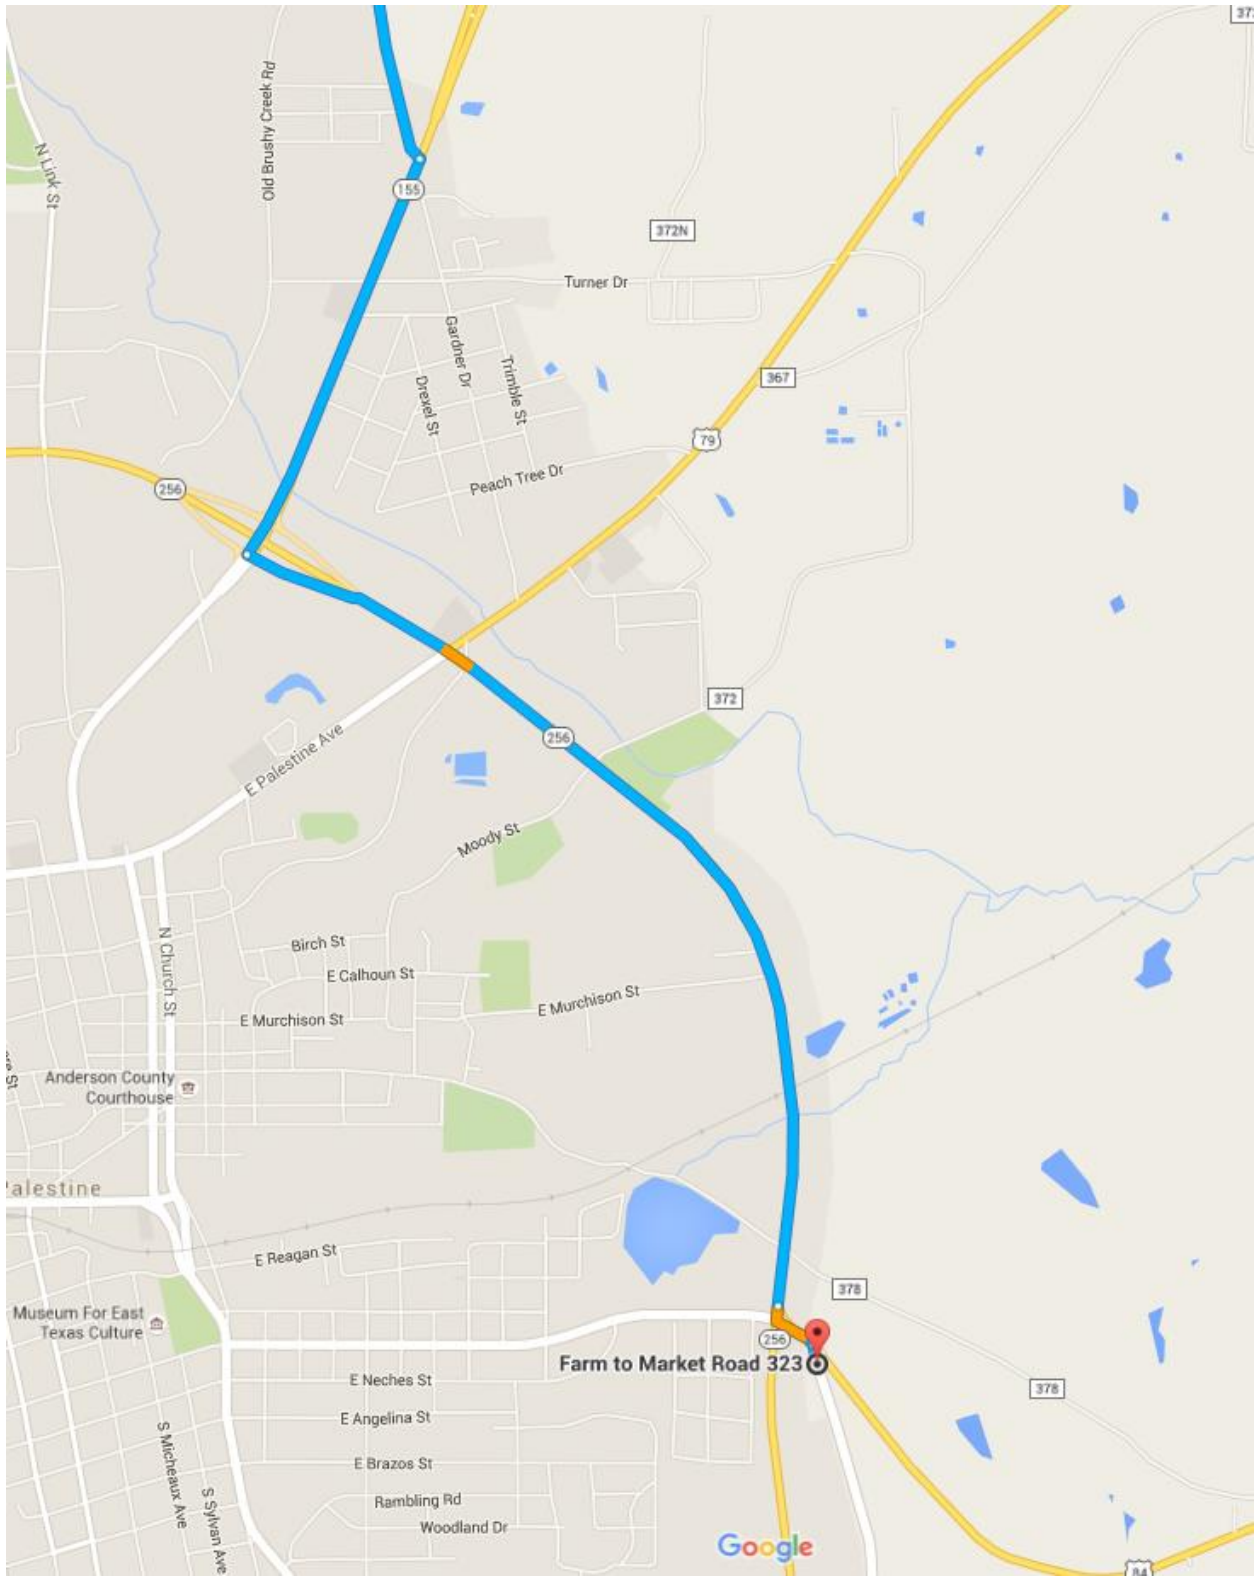 373
N Link St
Old Brushy Creek Rd
155
372N
Turner Dr
Gardner Dr
Trimble St
Drexel St
367
79
Peach Tree Dr
256
372
256
E Palestine Ave
Moody St
N Church St
Birch St
E Calhoun St
E Murchison St
E Murchison St
Anderson County
Courthouse
Palestine
E Reagan St
378
Museum For East
Texas Culture
256
Farm to Market Road 323
E Neches St
378
E Angelina St
S Micheaux Ave
E Brazos St
S Sylvan Ave
Rambling Rd
Woodland Dr
Google
84